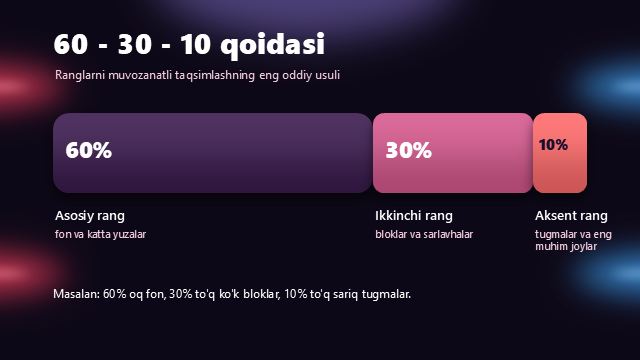 60 - 30 - 10 qoidasi
Ranglarni muvozanatli taqsimlashning eng oddiy usuli
60%
30%
10%
Asosiy rang
fon va katta yuzalar
Ikkinchi rang
bloklar va sarlavhalar
Aksent rang
tugmalar va eng
muhim joylar
Masalan: 60% oq fon, 30% to'q ko'k bloklar, 10% to'q sariq tugmalar.